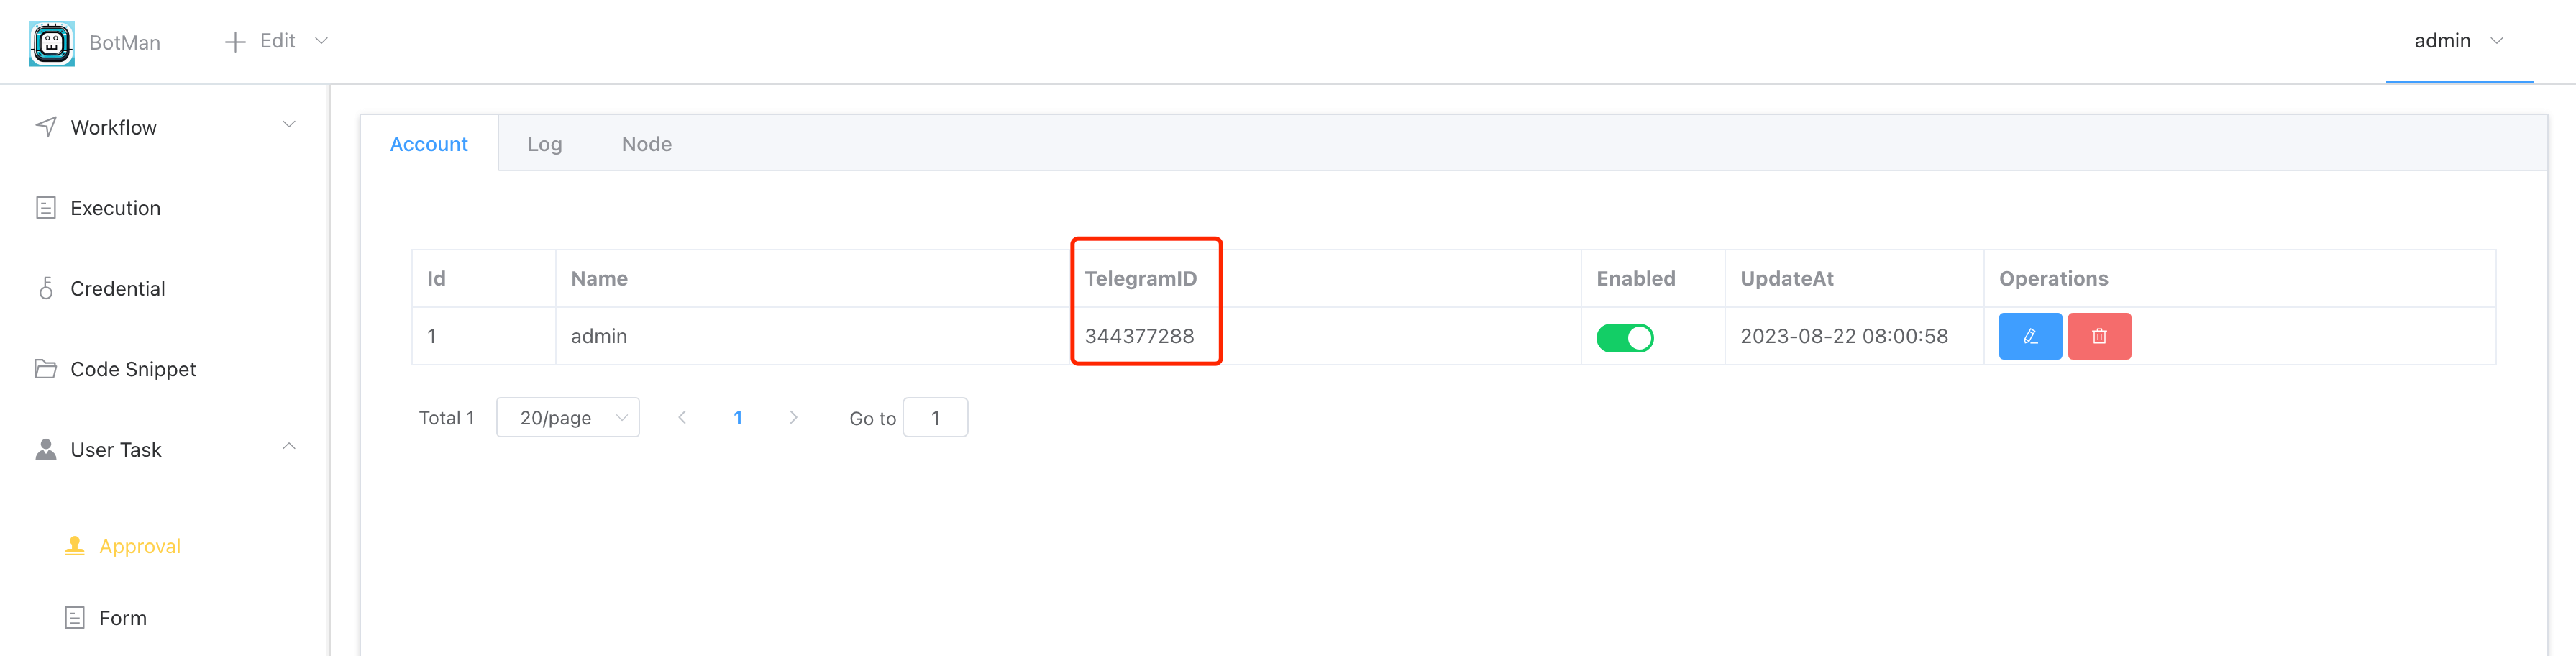 BotMan
Edit
admin
Workflow
Execution
Credential
Code Snippet
User Task
Approval
Form
Account Log Node
Id Name TelegramID Enabled UpdateAt Operations
1 admin 344377288 2023-08-22 08:00:58
Total 1 20/page 1 Go to 1